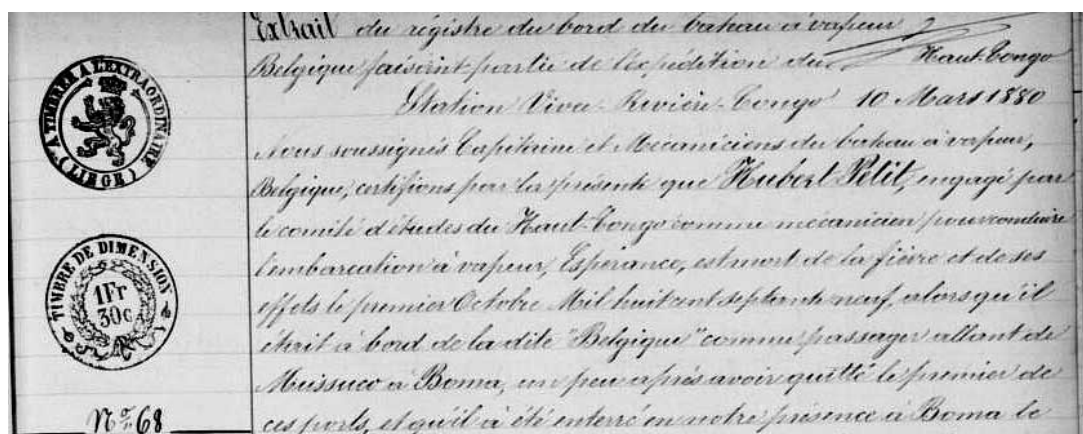 Extrait du régistre du bord du bateau à vapeur
Belgique faisant partie de l'expédition du Haut-Congo
Station Vivi - Rivière-Congo 10 Mars 1880
Nous soussignés Capitaine et Mécaniciens du bateau à vapeur,
Belgique, certifions par la présente que Hubert Petit, engagé par
le comité d'études du Haut-Congo comme mécanicien pour conduire
l'embarcation à vapeur, Espérance, est mort de la fièvre et de ses
effets le premier Octobre Mil huit cent septante neuf, alors qu'il
était à bord de la dite "Belgique" comme passager allant de
Muissuco à Boma, un peu après avoir quitté le premier de
ces ports, et qu'il a été enterré en notre présence à Boma le
(A TIMBRER A L'EXTRAORDINAIRE)
(LIEGE)
TIMBRE DE DIMENSION
1Fr
30c
No. 68